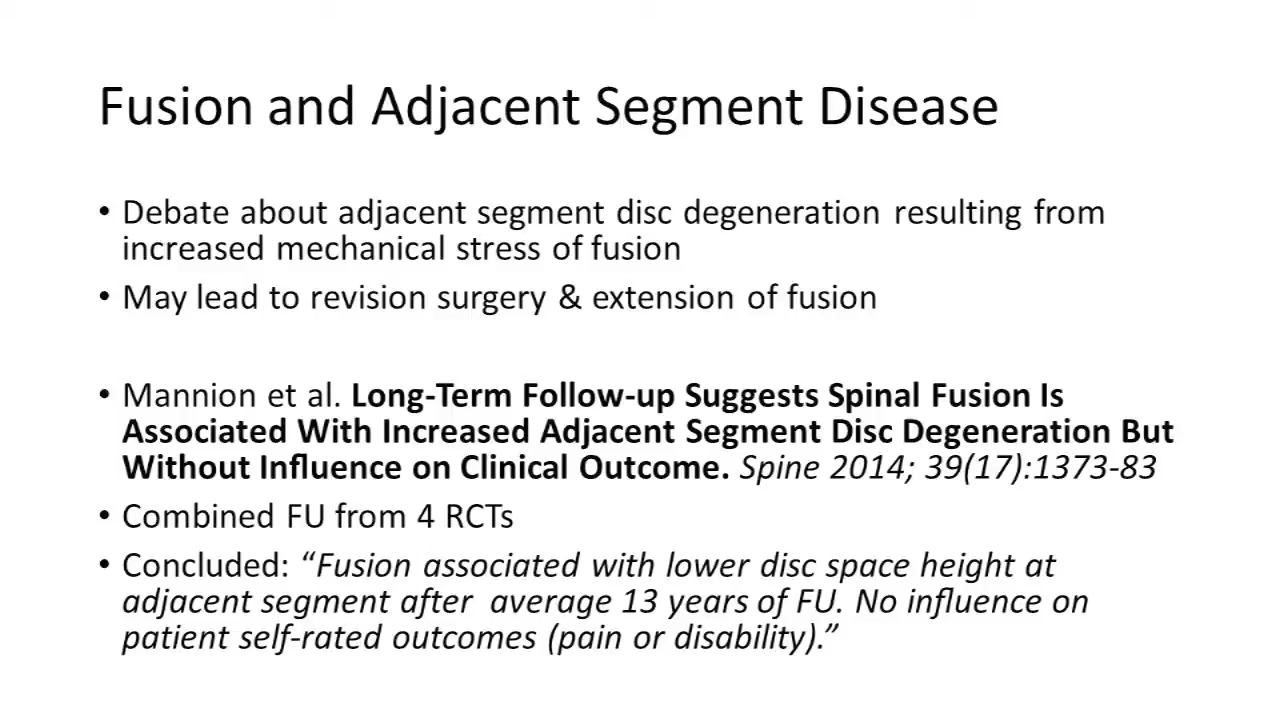 Fusion and Adjacent Segment Disease
• Debate about adjacent segment disc degeneration resulting from
increased mechanical stress of fusion
• May lead to revision surgery & extension of fusion
• Mannion et al. Long-Term Follow-up Suggests Spinal Fusion Is
Associated With Increased Adjacent Segment Disc Degeneration But
Without Influence on Clinical Outcome. Spine 2014; 39(17):1373-83
• Combined FU from 4 RCTs
• Concluded: “Fusion associated with lower disc space height at
adjacent segment after  average 13 years of FU. No influence on
patient self-rated outcomes (pain or disability).”